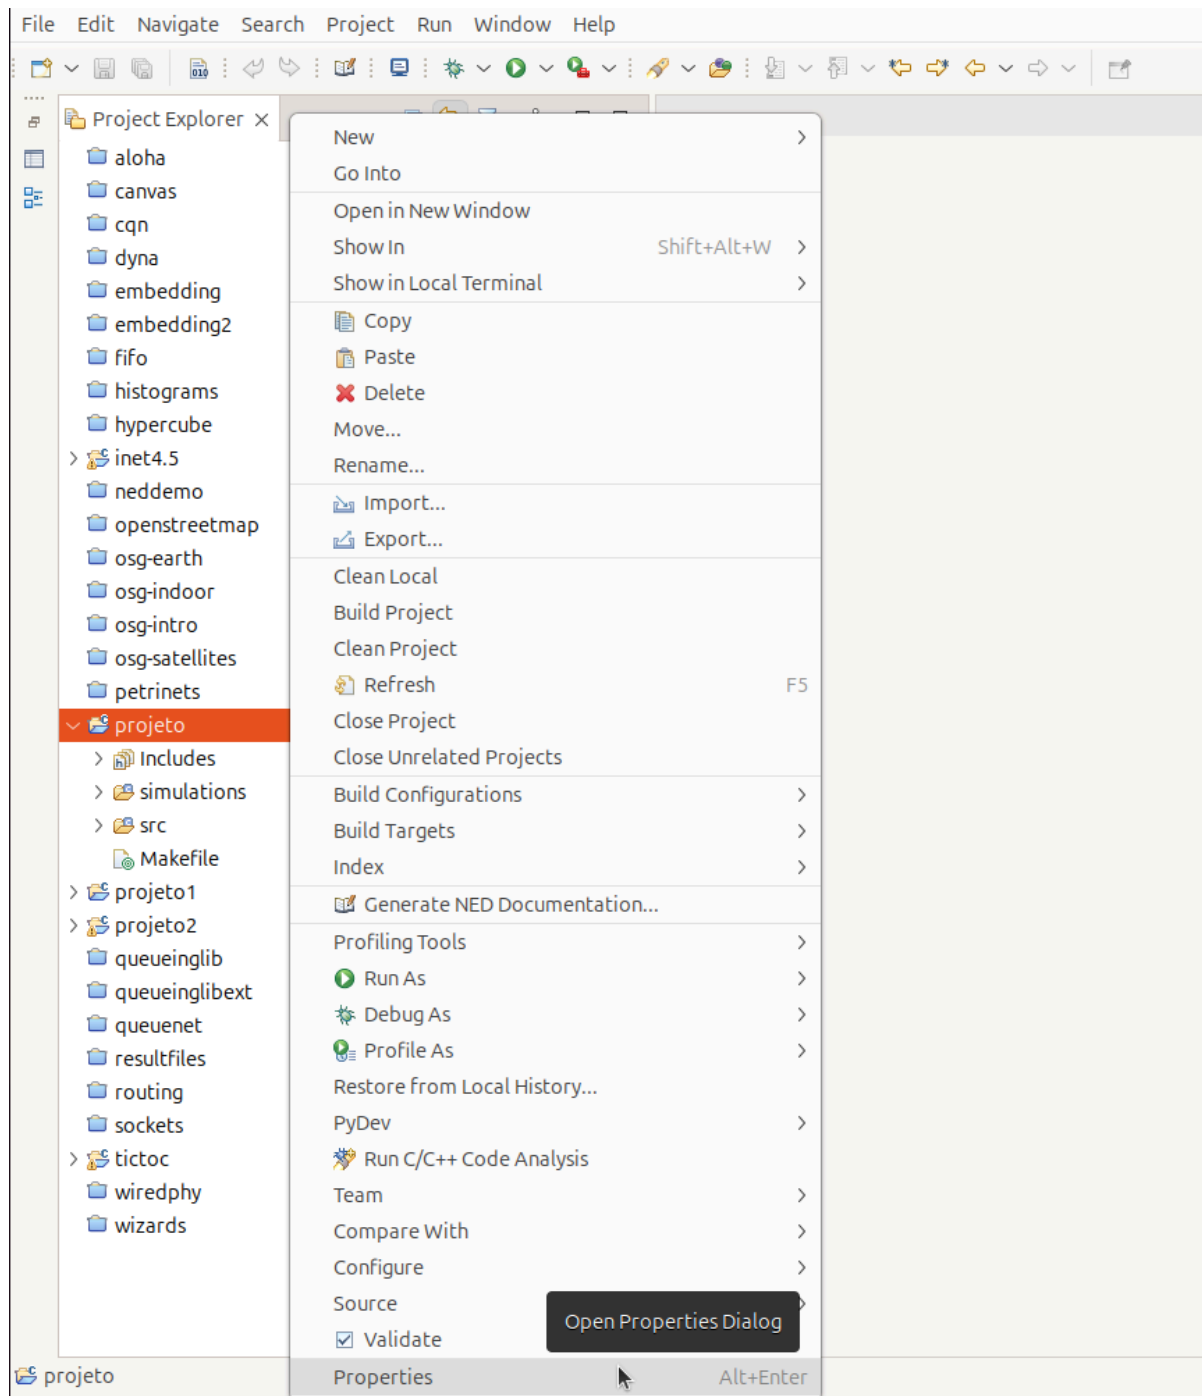 File Edit Navigate Search Project Run Window Help
010
Project Explorer
aloha
canvas
cqn
dyna
embedding
embedding2
fifo
histograms
hypercube
inet4.5
neddemo
openstreetmap
osg-earth
osg-indoor
osg-intro
osg-satellites
petrinets
projeto
Includes
simulations
src
Makefile
projeto1
projeto2
queueinglib
queueinglibext
queuenet
resultfiles
routing
sockets
tictoc
wiredphy
wizards
New
Go Into
Open in New Window
Show In Shift+Alt+W
Show in Local Terminal
Copy
Paste
Delete
Move...
Rename...
Import...
Export...
Clean Local
Build Project
Clean Project
Refresh F5
Close Project
Close Unrelated Projects
Build Configurations
Build Targets
Index
Generate NED Documentation...
Profiling Tools
Run As
Debug As
Profile As
Restore from Local History...
PyDev
Run C/C++ Code Analysis
Team
Compare With
Configure
Source
Validate
Open Properties Dialog
Properties Alt+Enter
projeto